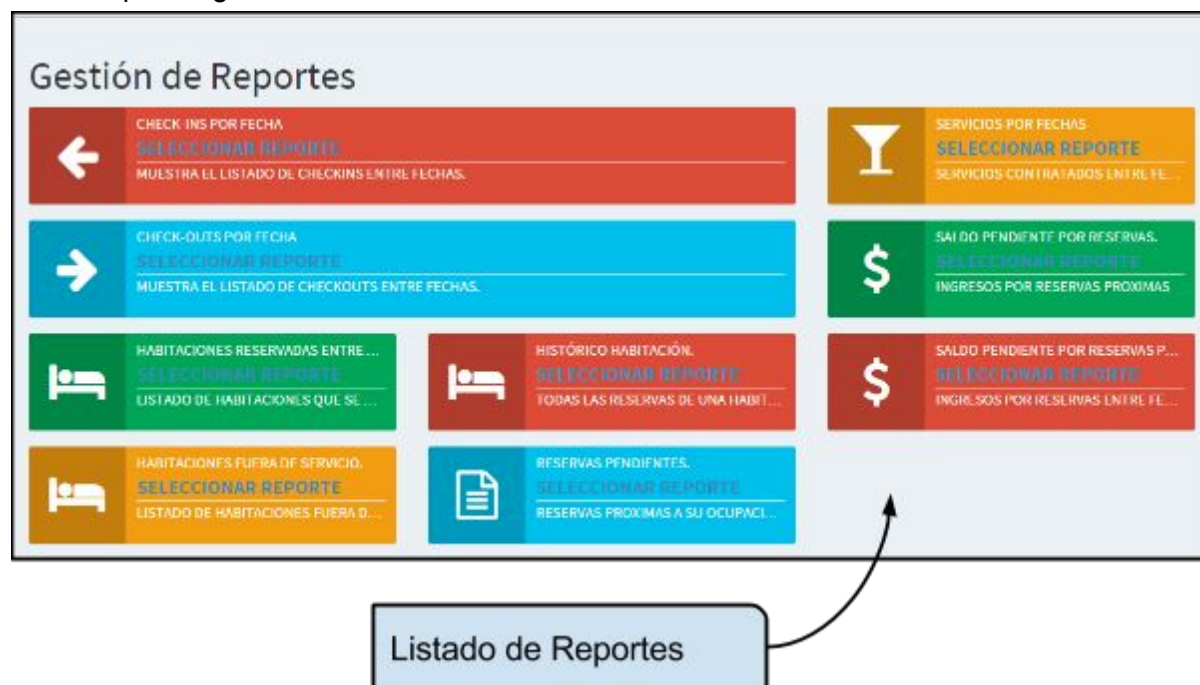 Gestión de Reportes
CHECK-INS POR FECHA
SELECCIONAR REPORTE
MUESTRA EL LISTADO DE CHECKINS ENTRE FECHAS.
SERVICIOS POR FECHAS
SELECCIONAR REPORTE
SERVICIOS CONTRATADOS ENTRE FE...
CHECK-OUTS POR FECHA
SELECCIONAR REPORTE
MUESTRA EL LISTADO DE CHECKOUTS ENTRE FECHAS.
SALDO PENDIENTE POR RESERVAS.
SELECCIONAR REPORTE
INGRESOS POR RESERVAS PROXIMAS
HABITACIONES RESERVADAS ENTRE ...
SELECCIONAR REPORTE
LISTADO DE HABITACIONES QUE SE ...
HISTÓRICO HABITACIÓN.
SELECCIONAR REPORTE
TODAS LAS RESERVAS DE UNA HABIT...
SALDO PENDIENTE POR RESERVAS P...
SELECCIONAR REPORTE
INGRESOS POR RESERVAS ENTRE FE...
HABITACIONES FUERA DE SERVICIO.
SELECCIONAR REPORTE
LISTADO DE HABITACIONES FUERA D...
RESERVAS PENDIENTES.
SELECCIONAR REPORTE
RESERVAS PROXIMAS A SU OCUPACI...
Listado de Reportes